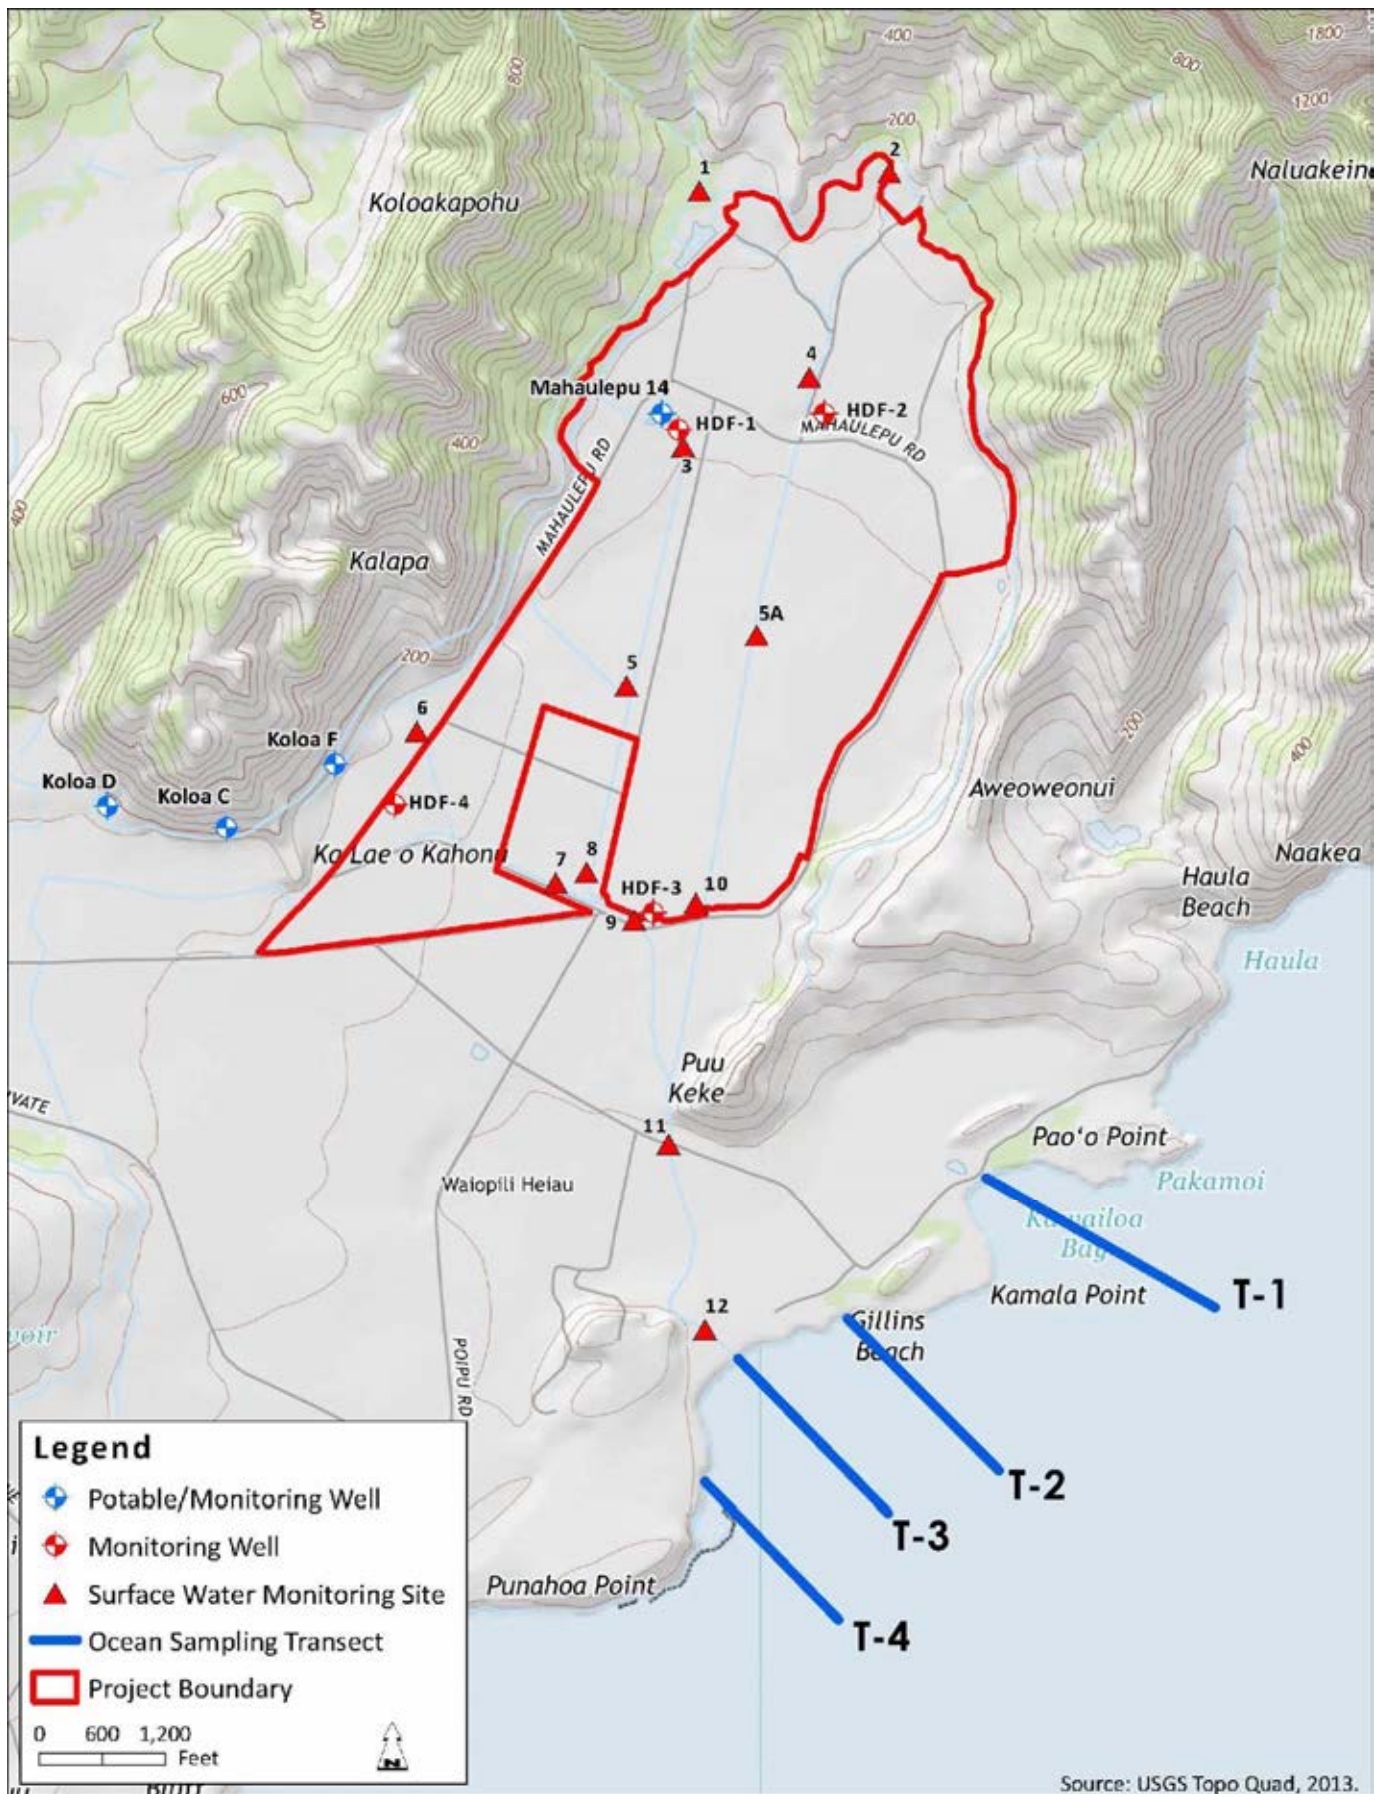 400
1800
800
800
1200
200
2
Naluakein
1
Koloakapohu
4
600
Mahaulepu 14
HDF-1
HDF-2
MAHAULEPU RD
3
400
400
MAHAULEPU RD
Kalapa
5A
200
5
6
Koloa F
200
400
Koloa D
Koloa C
HDF-4
Aweoweonui
Ka Lae o Kahonu
7
8
Naakea
HDF-3
10
Haula
Beach
9
Haula
Puu
Keke
VATE
11
Pao'o Point
Waiopili Heiau
Pakamoi
Kawailoa
Bay
Kamala Point
T-1
12
Gillins
Beach
voir
POIPU RD
T-2
T-3
Punahoa Point
T-4
Legend
Potable/Monitoring Well
Monitoring Well
Surface Water Monitoring Site
Ocean Sampling Transect
Project Boundary
0 600 1,200
Feet
N
Source: USGS Topo Quad, 2013.